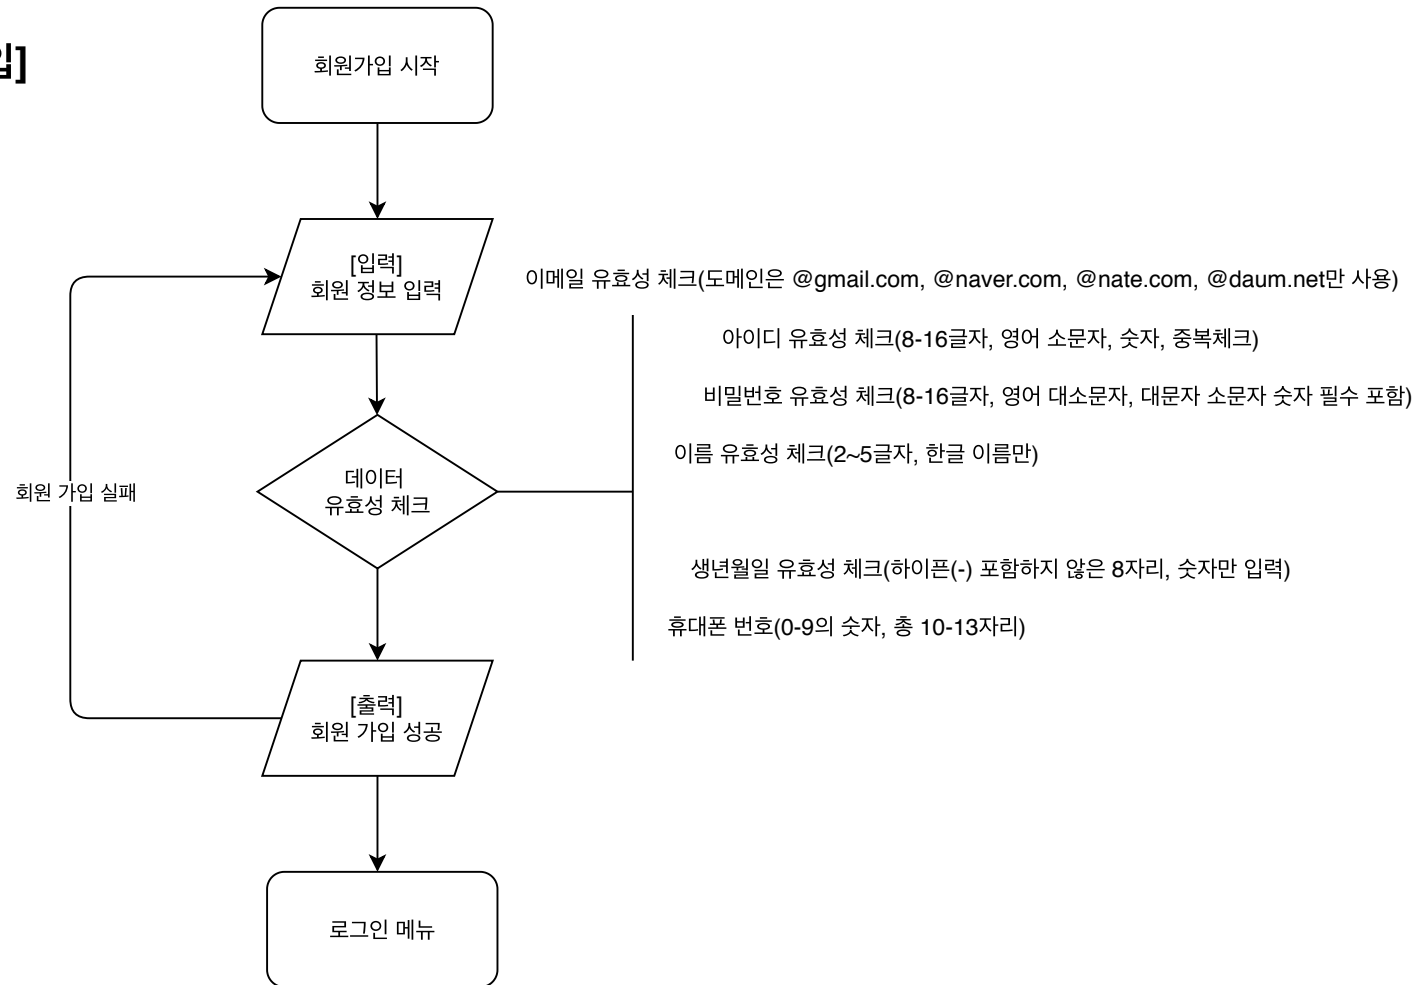 입]
회원가입 시작
[입력]
회원 정보 입력
이메일 유효성 체크(도메인은 @gmail.com, @naver.com, @nate.com, @daum.net만 사용)
아이디 유효성 체크(8-16글자, 영어 소문자, 숫자, 중복체크)
비밀번호 유효성 체크(8-16글자, 영어 대소문자, 대문자 소문자 숫자 필수 포함)
이름 유효성 체크(2~5글자, 한글 이름만)
데이터
유효성 체크
회원 가입 실패
생년월일 유효성 체크(하이픈(-) 포함하지 않은 8자리, 숫자만 입력)
휴대폰 번호(0-9의 숫자, 총 10-13자리)
[출력]
회원 가입 성공
로그인 메뉴